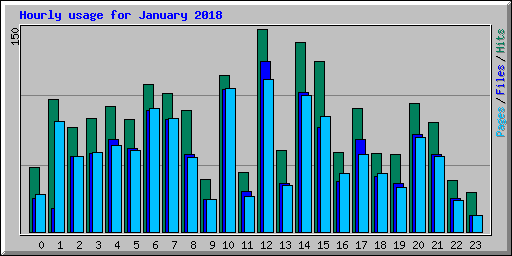 Hourly usage for January 2018
150
Pages / Files / Hits
0 1 2 3 4 5 6 7 8 9 10 11 12 13 14 15 16 17 18 19 20 21 22 23